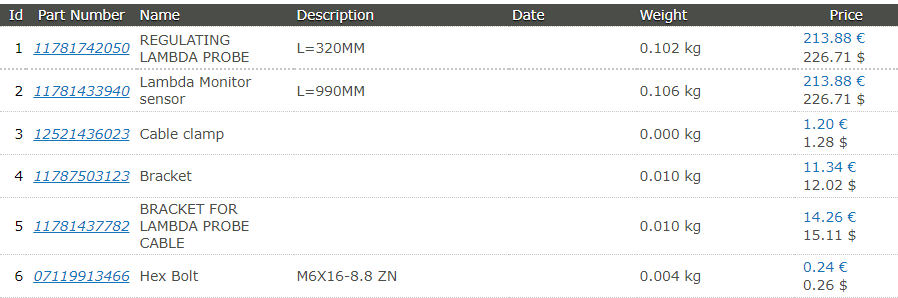 Id Part Number Name Description Date Weight Price
1 11781742050 REGULATING LAMBDA PROBE L=320MM 0.102 kg 213.88 € 226.71 $
2 11781433940 Lambda Monitor sensor L=990MM 0.106 kg 213.88 € 226.71 $
3 12521436023 Cable clamp 0.000 kg 1.20 € 1.28 $
4 11787503123 Bracket 0.010 kg 11.34 € 12.02 $
5 11781437782 BRACKET FOR LAMBDA PROBE CABLE 0.010 kg 14.26 € 15.11 $
6 07119913466 Hex Bolt M6X16-8.8 ZN 0.004 kg 0.24 € 0.26 $